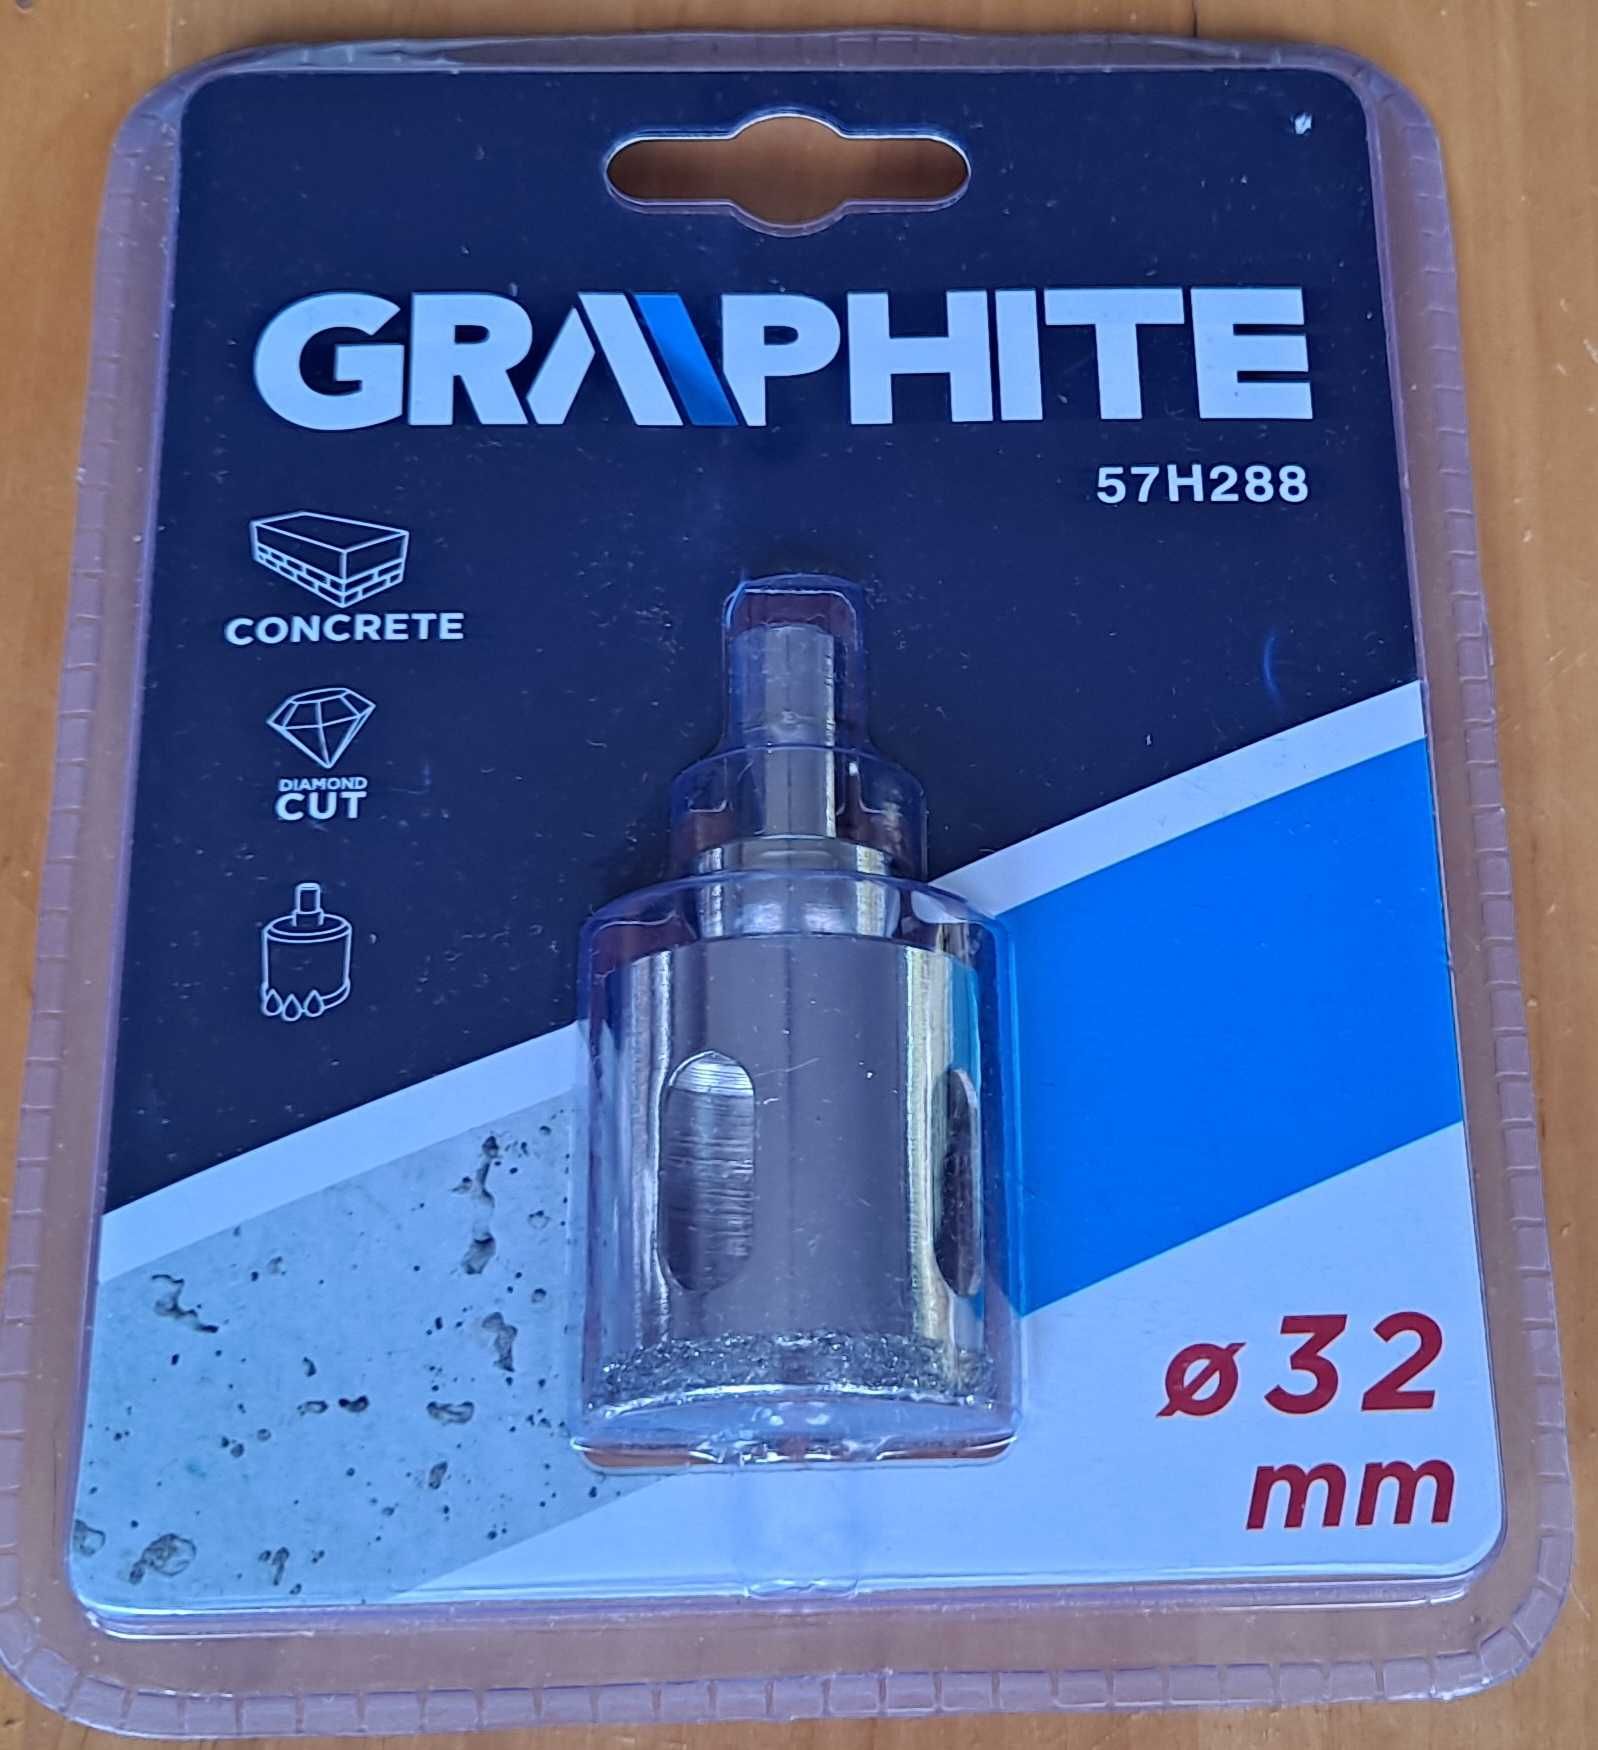 GRAPHITE
57H288
CONCRETE
DIAMOND
CUT
ø32
mm